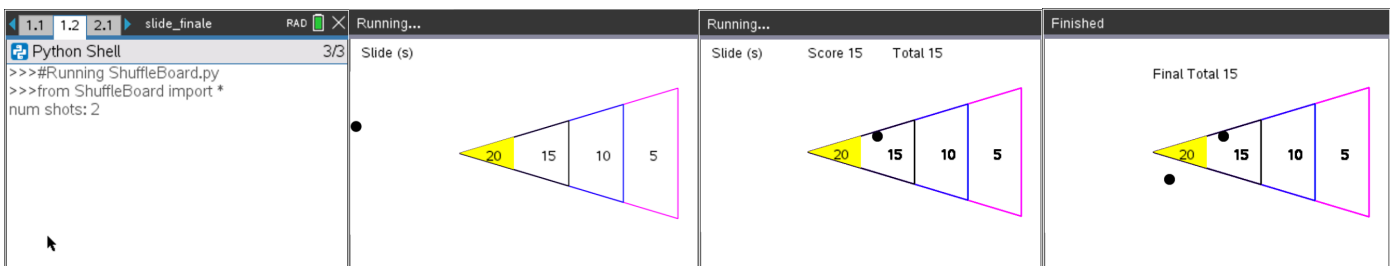 1.1 1.2 2.1 slide_finale RAD
Python Shell 3/3
>>>#Running ShuffleBoard.py
>>>from ShuffleBoard import *
num shots: 2
Running...
Slide (s)
20 15 10 5
Running...
Slide (s) Score 15 Total 15
20 15 10 5
Finished
Final Total 15
20 15 10 5